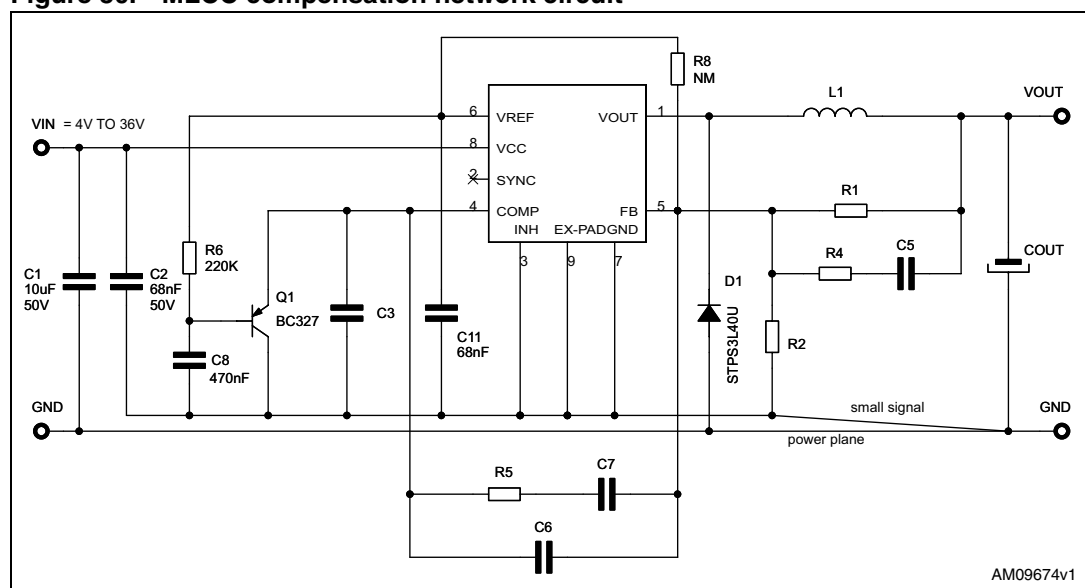 Figure 36. MLCC compensation network circuit
R8
NM
L1
VOUT
VIN = 4V TO 36V
6 VREF VOUT 1
8 VCC
2 SYNC
4 COMP FB 5
INH EX-PADGND
3 9 7
R1
R4 C5
COUT
R6
220K
C1
10uF
50V
C2
68nF
50V
Q1
BC327
C3
C11
68nF
D1
STPS3L40U
R2
C8
470nF
GND
small signal
GND
power plane
R5 C7
C6
AM09674v1